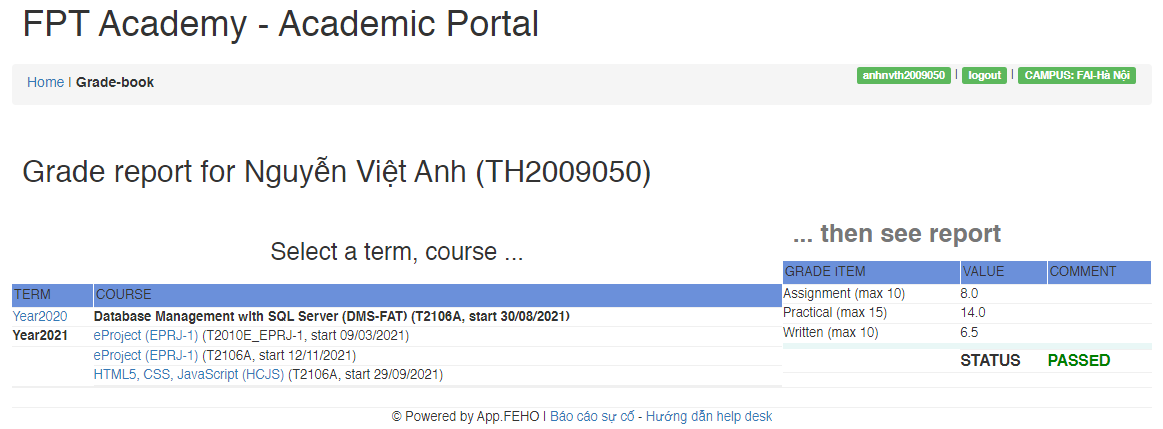 FPT Academy - Academic Portal
Home | Grade-book
anhnvth2009050 | logout | CAMPUS: FAI-Hà Nội
Grade report for Nguyễn Việt Anh (TH2009050)
Select a term, course ...
TERM COURSE
Year2020 Database Management with SQL Server (DMS-FAT) (T2106A, start 30/08/2021)
Year2021 eProject (EPRJ-1) (T2010E_EPRJ-1, start 09/03/2021)
eProject (EPRJ-1) (T2106A, start 12/11/2021)
HTML5, CSS, JavaScript (HCJS) (T2106A, start 29/09/2021)
... then see report
GRADE ITEM VALUE COMMENT
Assignment (max 10) 8.0
Practical (max 15) 14.0
Written (max 10) 6.5
STATUS PASSED
© Powered by App.FEHO | Báo cáo sự cố - Hướng dẫn help desk